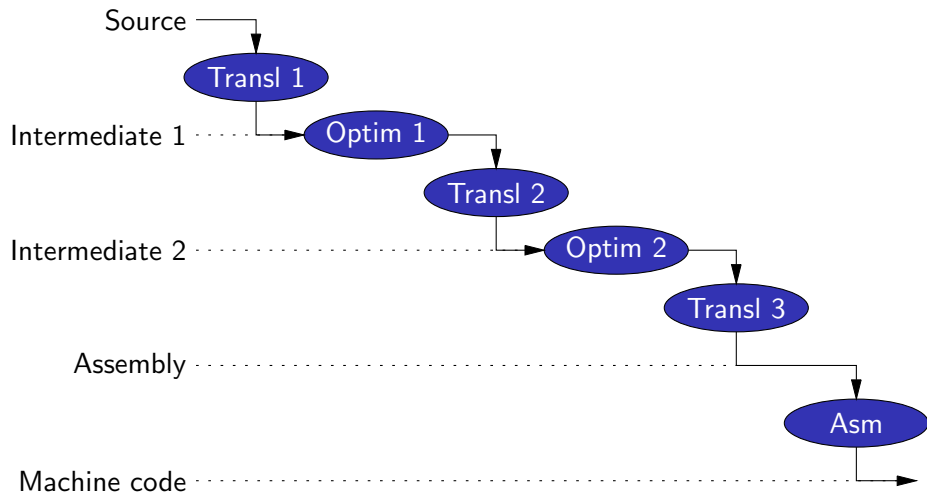 Source
Transl 1
Intermediate 1
Optim 1
Transl 2
Intermediate 2
Optim 2
Transl 3
Assembly
Asm
Machine code